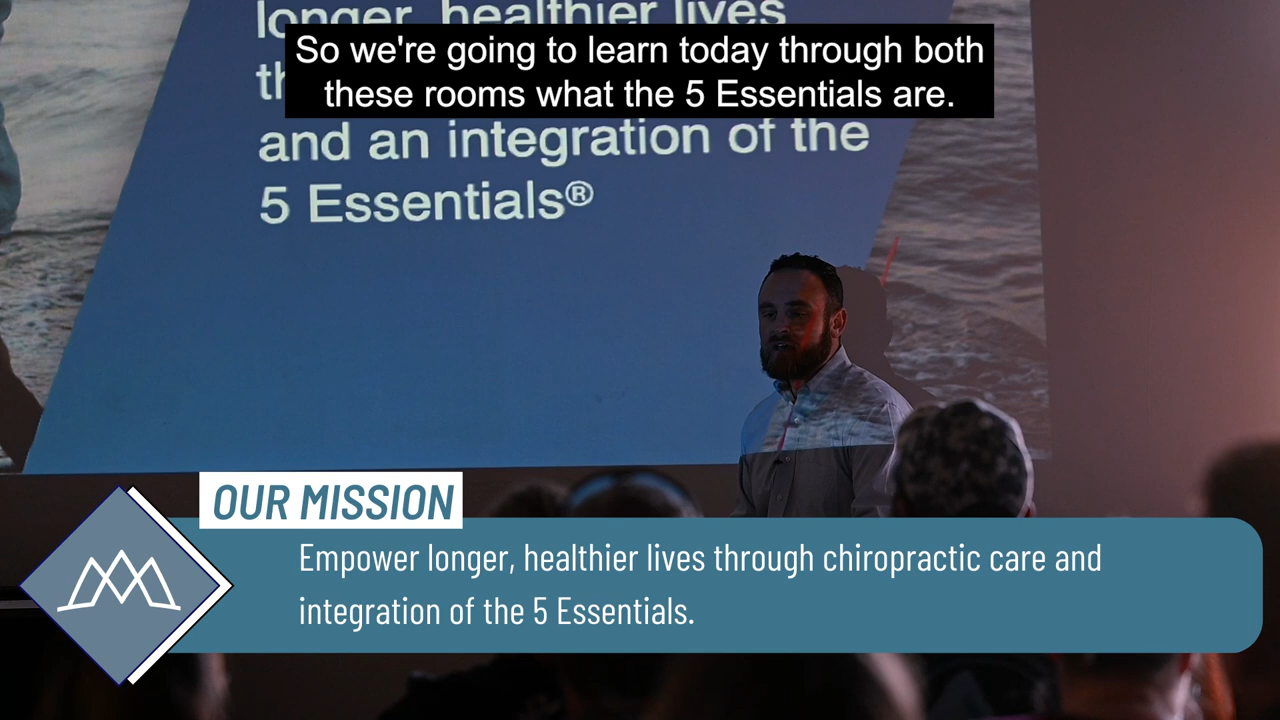 longer, healthier lives
So we're going to learn today through both
these rooms what the 5 Essentials are.
and an integration of the
5 Essentials®
OUR MISSION
Empower longer, healthier lives through chiropractic care and
integration of the 5 Essentials.